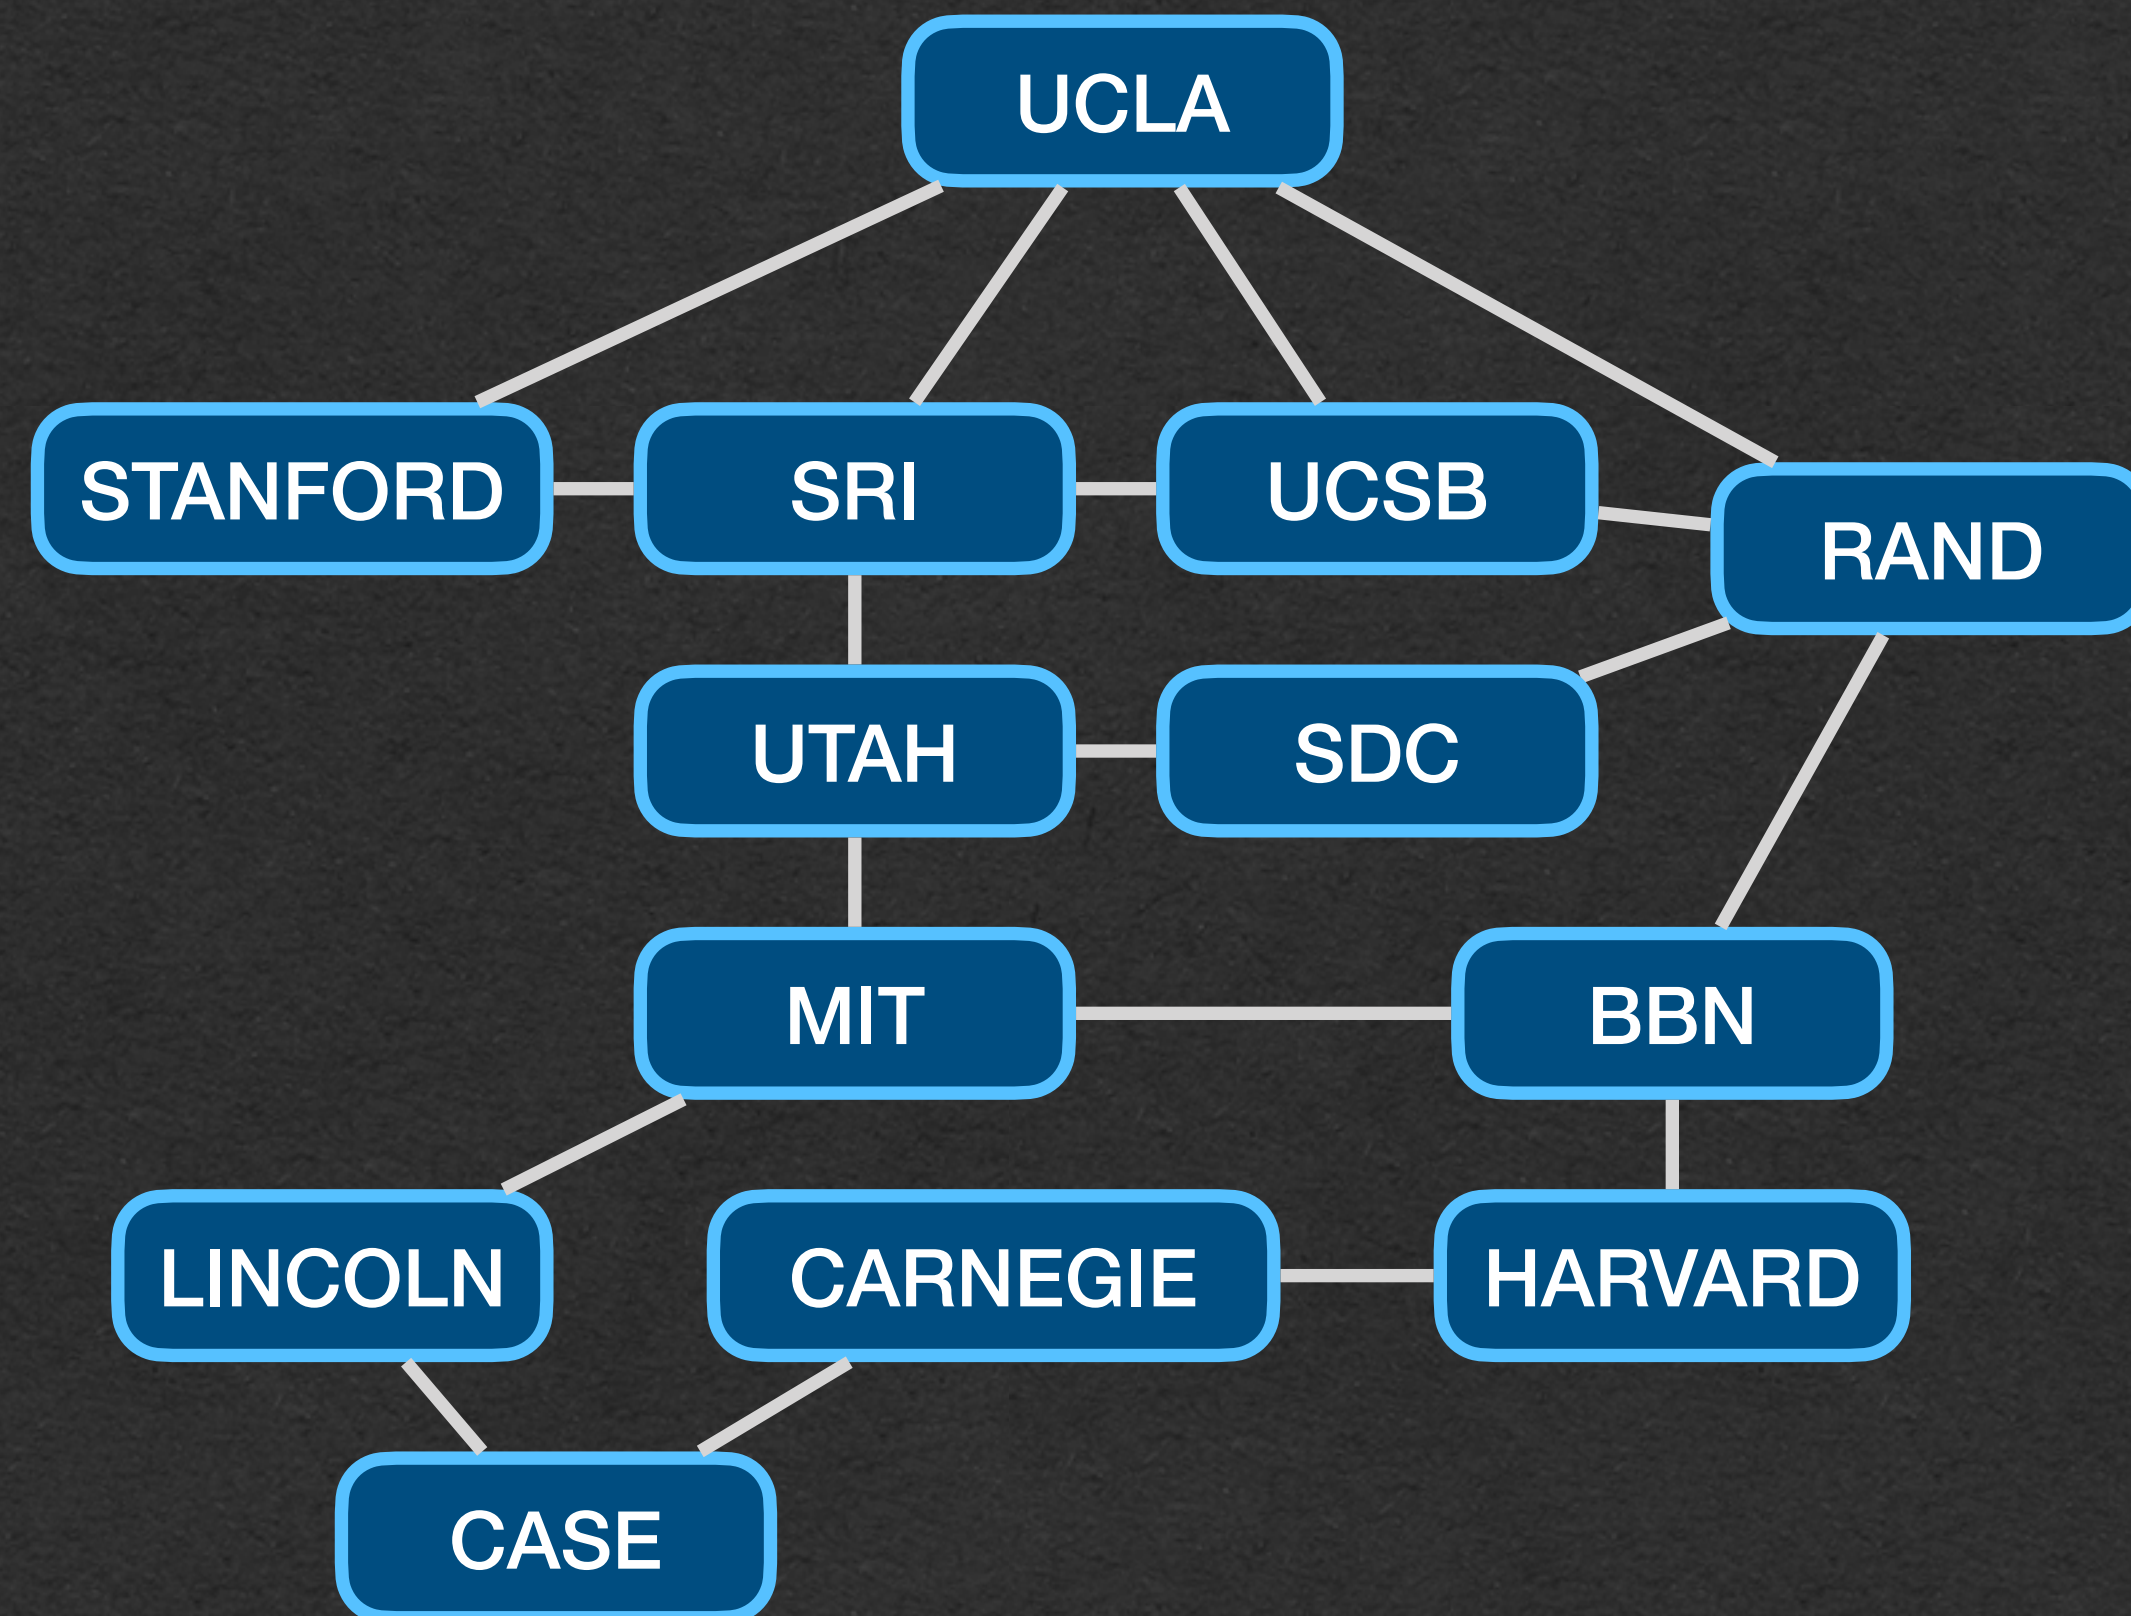 UCLA
STANFORD
SRI
UCSB
RAND
UTAH
SDC
MIT
BBN
LINCOLN
CARNEGIE
HARVARD
CASE